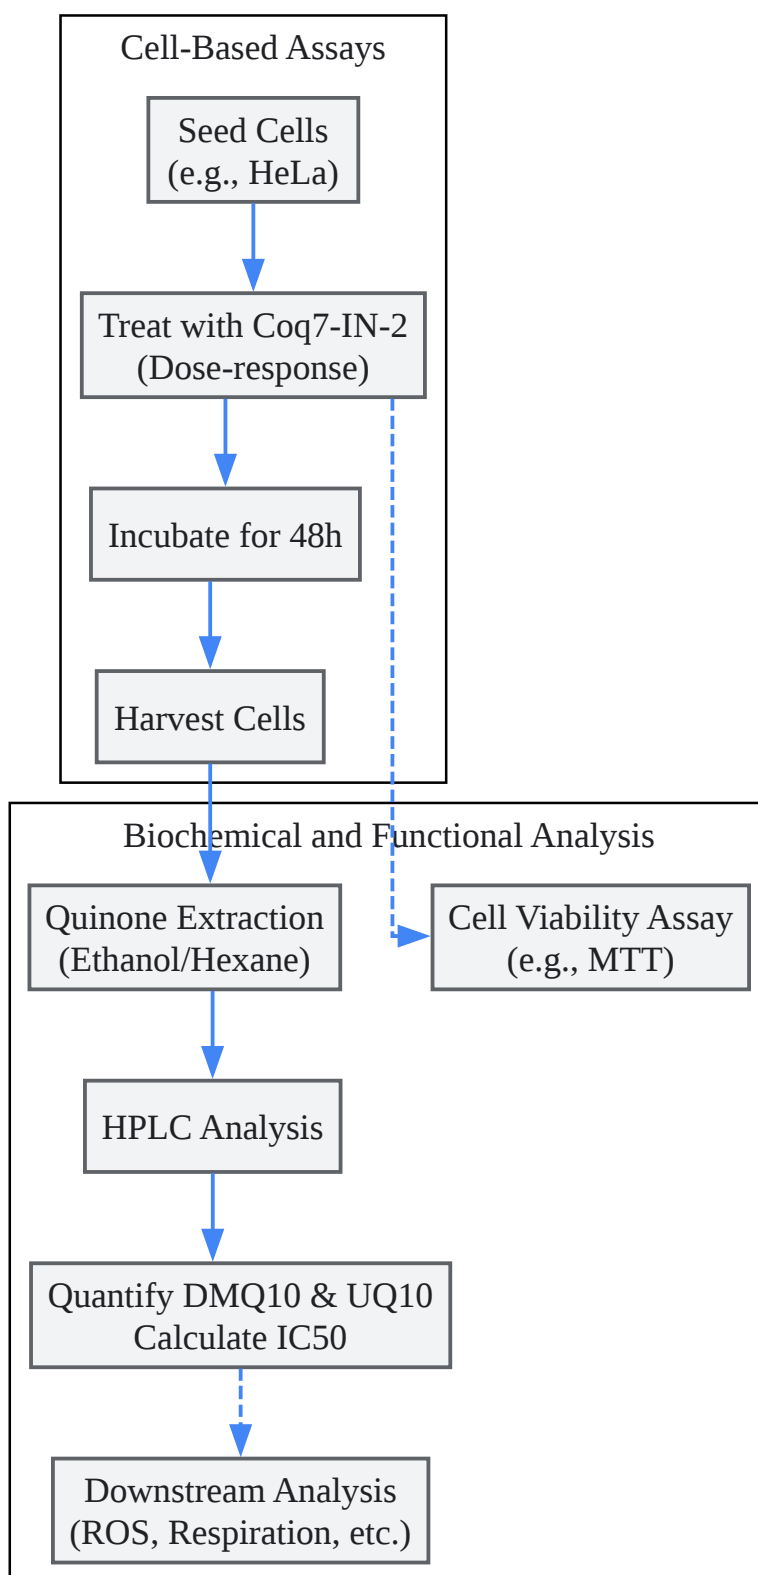 Cell-Based Assays
Seed Cells
(e.g., HeLa)
Treat with Coq7-IN-2
(Dose-response)
Incubate for 48h
Harvest Cells
Biochemical and Functional Analysis
Quinone Extraction
(Ethanol/Hexane)
Cell Viability Assay
(e.g., MTT)
HPLC Analysis
Quantify DMQ10 & UQ10
Calculate IC50
Downstream Analysis
(ROS, Respiration, etc.)